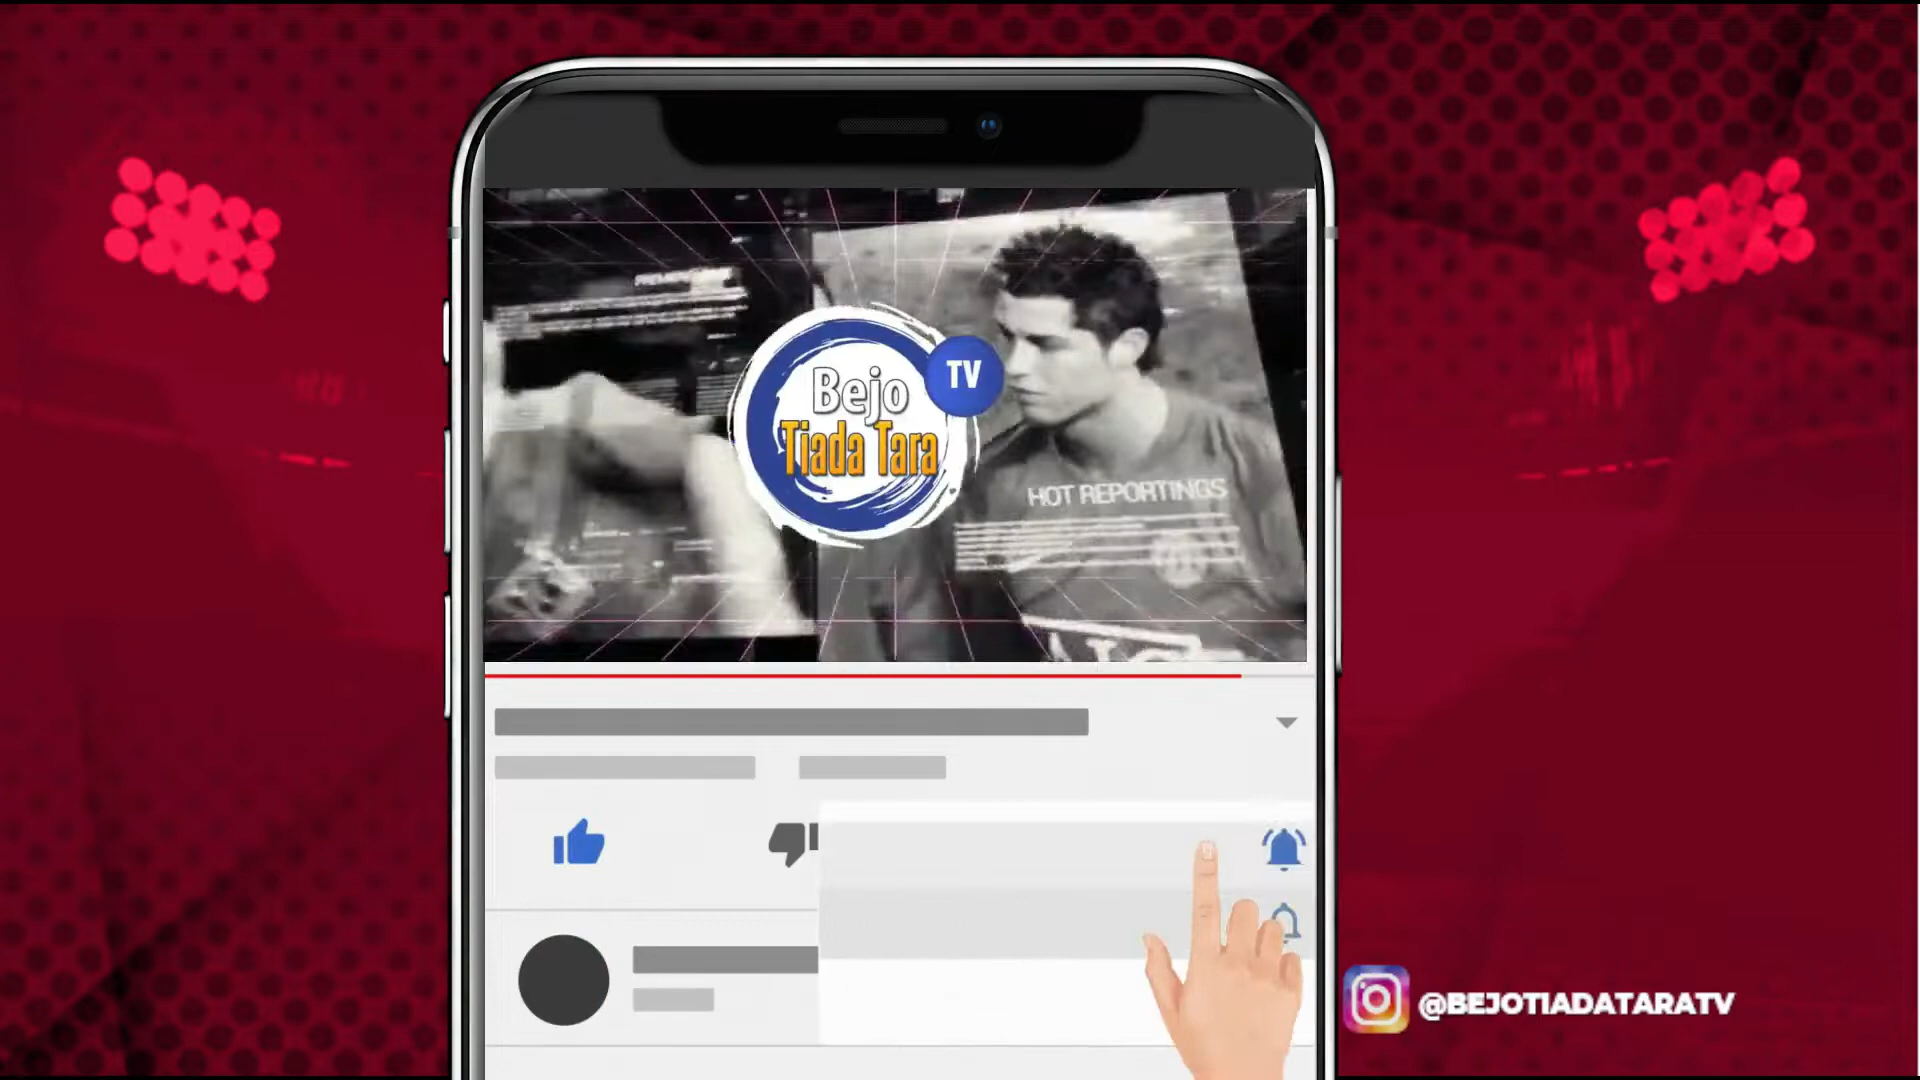 Bejo
TV
Tiada Tara
HOT REPORTINGS
@BEJOTIADATARATV